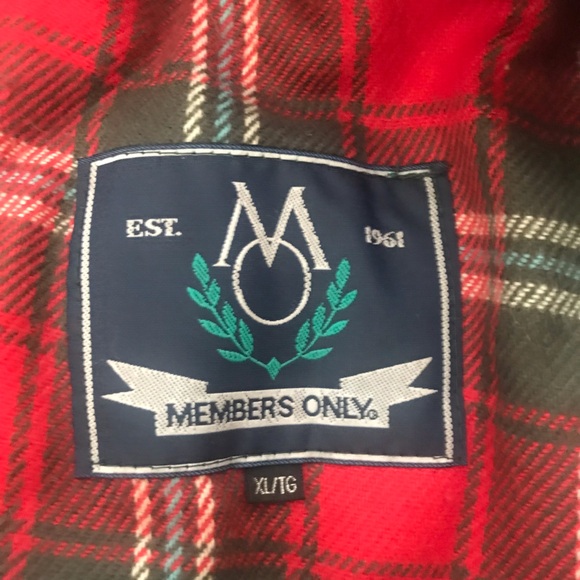 MO
EST. 1961
MEMBERS ONLY®
XL/TG